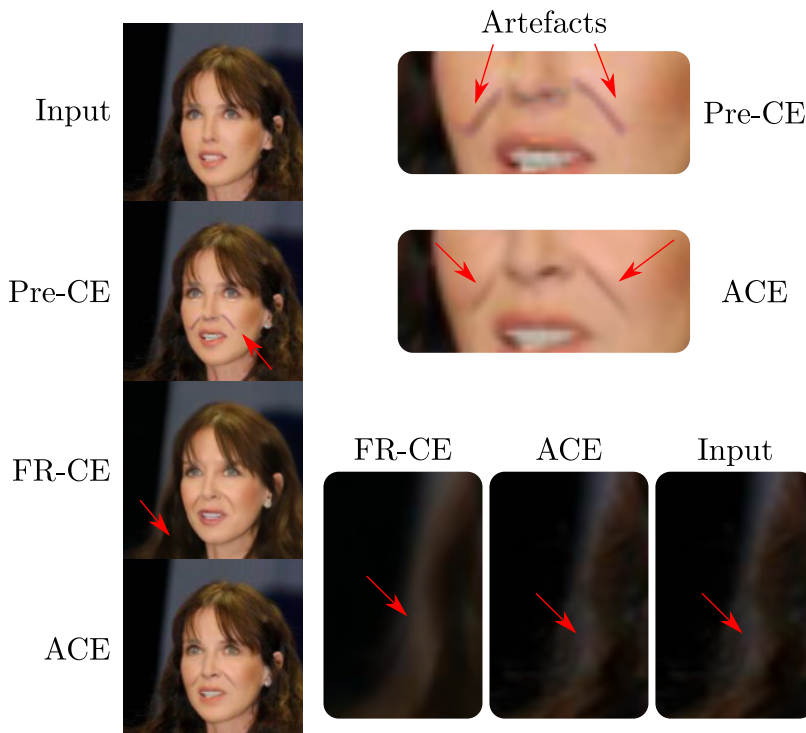 Artefacts
Input
Pre-CE
Pre-CE
ACE
FR-CE
FR-CE
ACE
Input
ACE